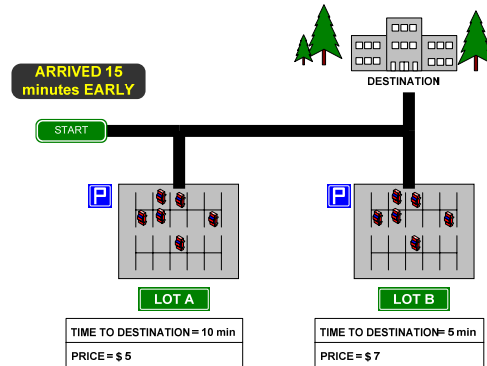 DESTINATION
ARRIVED 15
minutes EARLY
START
P
P
LOT A
LOT B
TIME TO DESTINATION = 10 min
PRICE = $ 5
TIME TO DESTINATION= 5 min
PRICE = $ 7